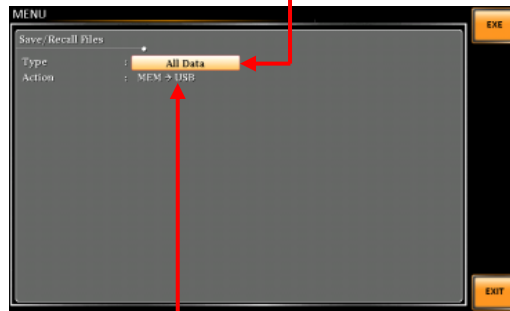 MENU
EXE
Save/Recall Files
Type : All Data
Action : MEM → USB
EXIT